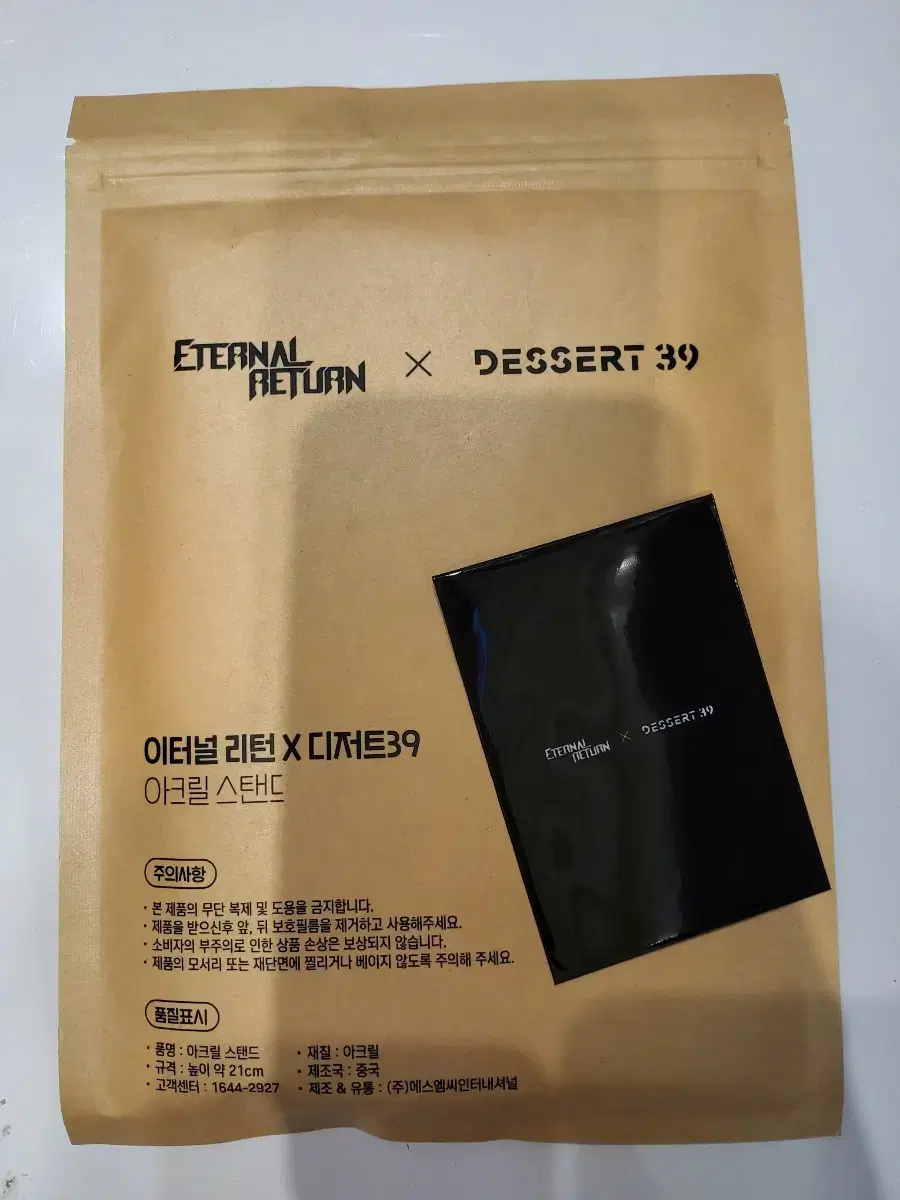 ETERNAL RETURN X DESSERT 39
이터널 리턴 X 디저트39
아크릴 스탠드
ETERNAL RETURN X DESSERT 39
주의사항
· 본 제품의 무단 복제 및 도용을 금지합니다.
· 제품을 받으신후 앞, 뒤 보호필름을 제거하고 사용해주세요.
· 소비자의 부주의로 인한 상품 손상은 보상되지 않습니다.
· 제품의 모서리 또는 재단면에 찔리거나 베이지 않도록 주의해 주세요.
품질표시
· 품명 : 아크릴 스탠드 · 재질 : 아크릴
· 규격 : 높이 약 21cm · 제조국 : 중국
· 고객센터 : 1644-2927 · 제조 & 유통 : (주)에스엠씨인터내셔널